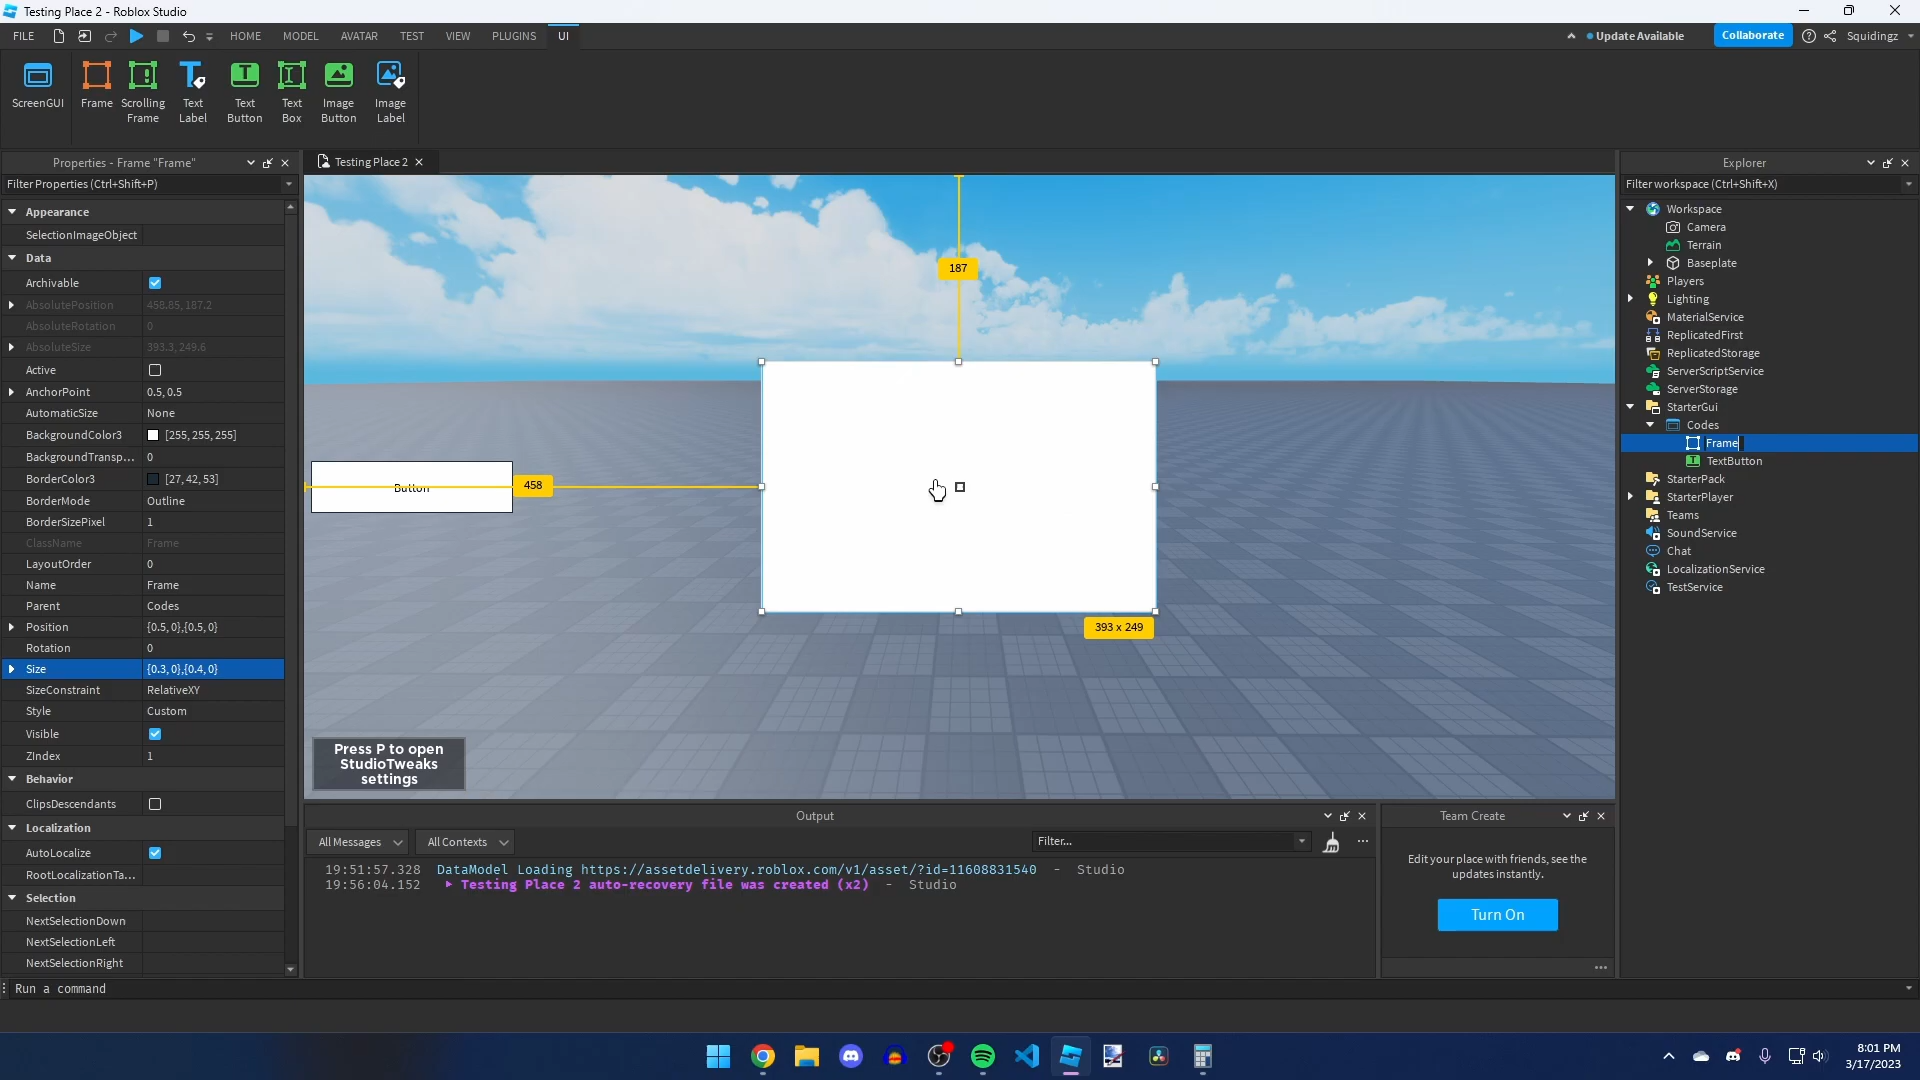 Testing Place 2 - Roblox Studio
FILE HOME MODEL AVATAR TEST VIEW PLUGINS UI Update Available Collaborate Squidingz
ScreenGUI Frame Scrolling Frame Text Label Text Button Text Box Image Button Image Label
Properties - Frame "Frame"
Filter Properties (Ctrl+Shift+P)
Appearance
SelectionImageObject
Data
Archivable
AbsolutePosition 458.85, 187.2
AbsoluteRotation 0
AbsoluteSize 393.3, 249.6
Active
AnchorPoint 0.5, 0.5
AutomaticSize None
BackgroundColor3 [255, 255, 255]
BackgroundTransp... 0
BorderColor3 [27, 42, 53]
BorderMode Outline
BorderSizePixel 1
ClassName Frame
LayoutOrder 0
Name Frame
Parent Codes
Position {0.5, 0},{0.5, 0}
Rotation 0
Size {0.3, 0},{0.4, 0}
SizeConstraint RelativeXY
Style Custom
Visible
ZIndex 1
Behavior
ClipsDescendants
Localization
AutoLocalize
RootLocalizationTa...
Selection
NextSelectionDown
NextSelectionLeft
NextSelectionRight
Testing Place 2
187
Button
458
393 x 249
Press P to open
StudioTweaks
settings
Output
All Messages All Contexts Filter...
19:51:57.328 DataModel Loading https://assetdelivery.roblox.com/v1/asset/?id=11608831540 - Studio
19:56:04.152 Testing Place 2 auto-recovery file was created (x2) - Studio
Team Create
Edit your place with friends, see the
updates instantly.
Turn On
Explorer
Filter workspace (Ctrl+Shift+X)
Workspace
Camera
Terrain
Baseplate
Players
Lighting
MaterialService
ReplicatedFirst
ReplicatedStorage
ServerScriptService
ServerStorage
StarterGui
Codes
Frame
TextButton
StarterPack
StarterPlayer
Teams
SoundService
Chat
LocalizationService
TestService
Run a command
8:01 PM
3/17/2023